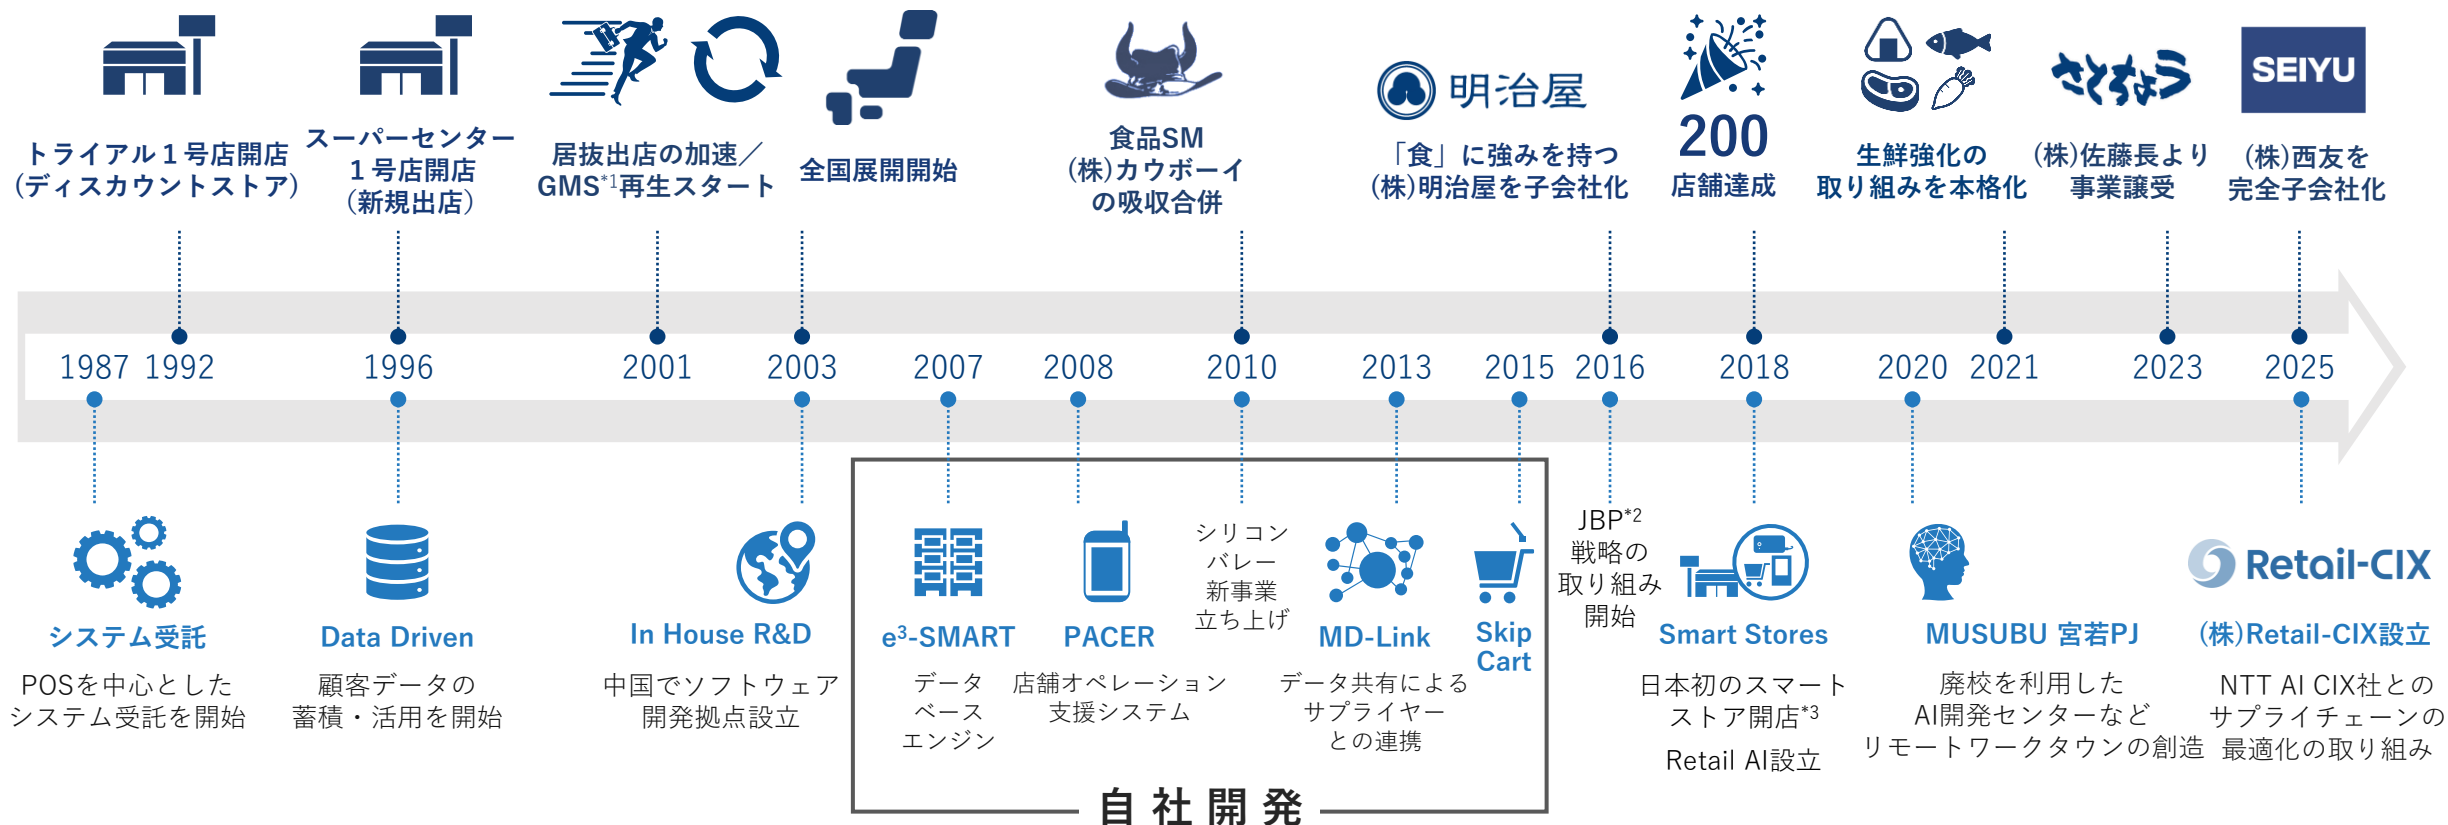 トライアル１号店開店
(ディスカウントストア)
スーパーセンター
１号店開店
(新規出店)
居抜出店の加速／
GMS*1再生スタート
全国展開開始
食品SM
(株)カウボーイ
の吸収合併
明治屋
「食」に強みを持つ
(株)明治屋を子会社化
200
店舗達成
生鮮強化の
取り組みを本格化
さとちょう
(株)佐藤長より
事業譲受
SEIYU
(株)西友を
完全子会社化
1987 1992 1996 2001 2003 2007 2008 2010 2013 2015 2016 2018 2020 2021 2023 2025
システム受託
POSを中心とした
システム受託を開始
Data Driven
顧客データの
蓄積・活用を開始
In House R&D
中国でソフトウェア
開発拠点設立
e³-SMART
データ
ベース
エンジン
PACER
店舗オペレーション
支援システム
シリコン
バレー
新事業
立ち上げ
MD-Link
データ共有による
サプライヤー
との連携
Skip
Cart
自社開発
JBP*2
戦略の
取り組み
開始
Smart Stores
日本初のスマート
ストア開店*3
Retail AI設立
MUSUBU 宮若PJ
廃校を利用した
AI開発センターなど
リモートワークタウンの創造
Retail-CIX
(株)Retail-CIX設立
NTT AI CIX社との
サプライチェーンの
最適化の取り組み